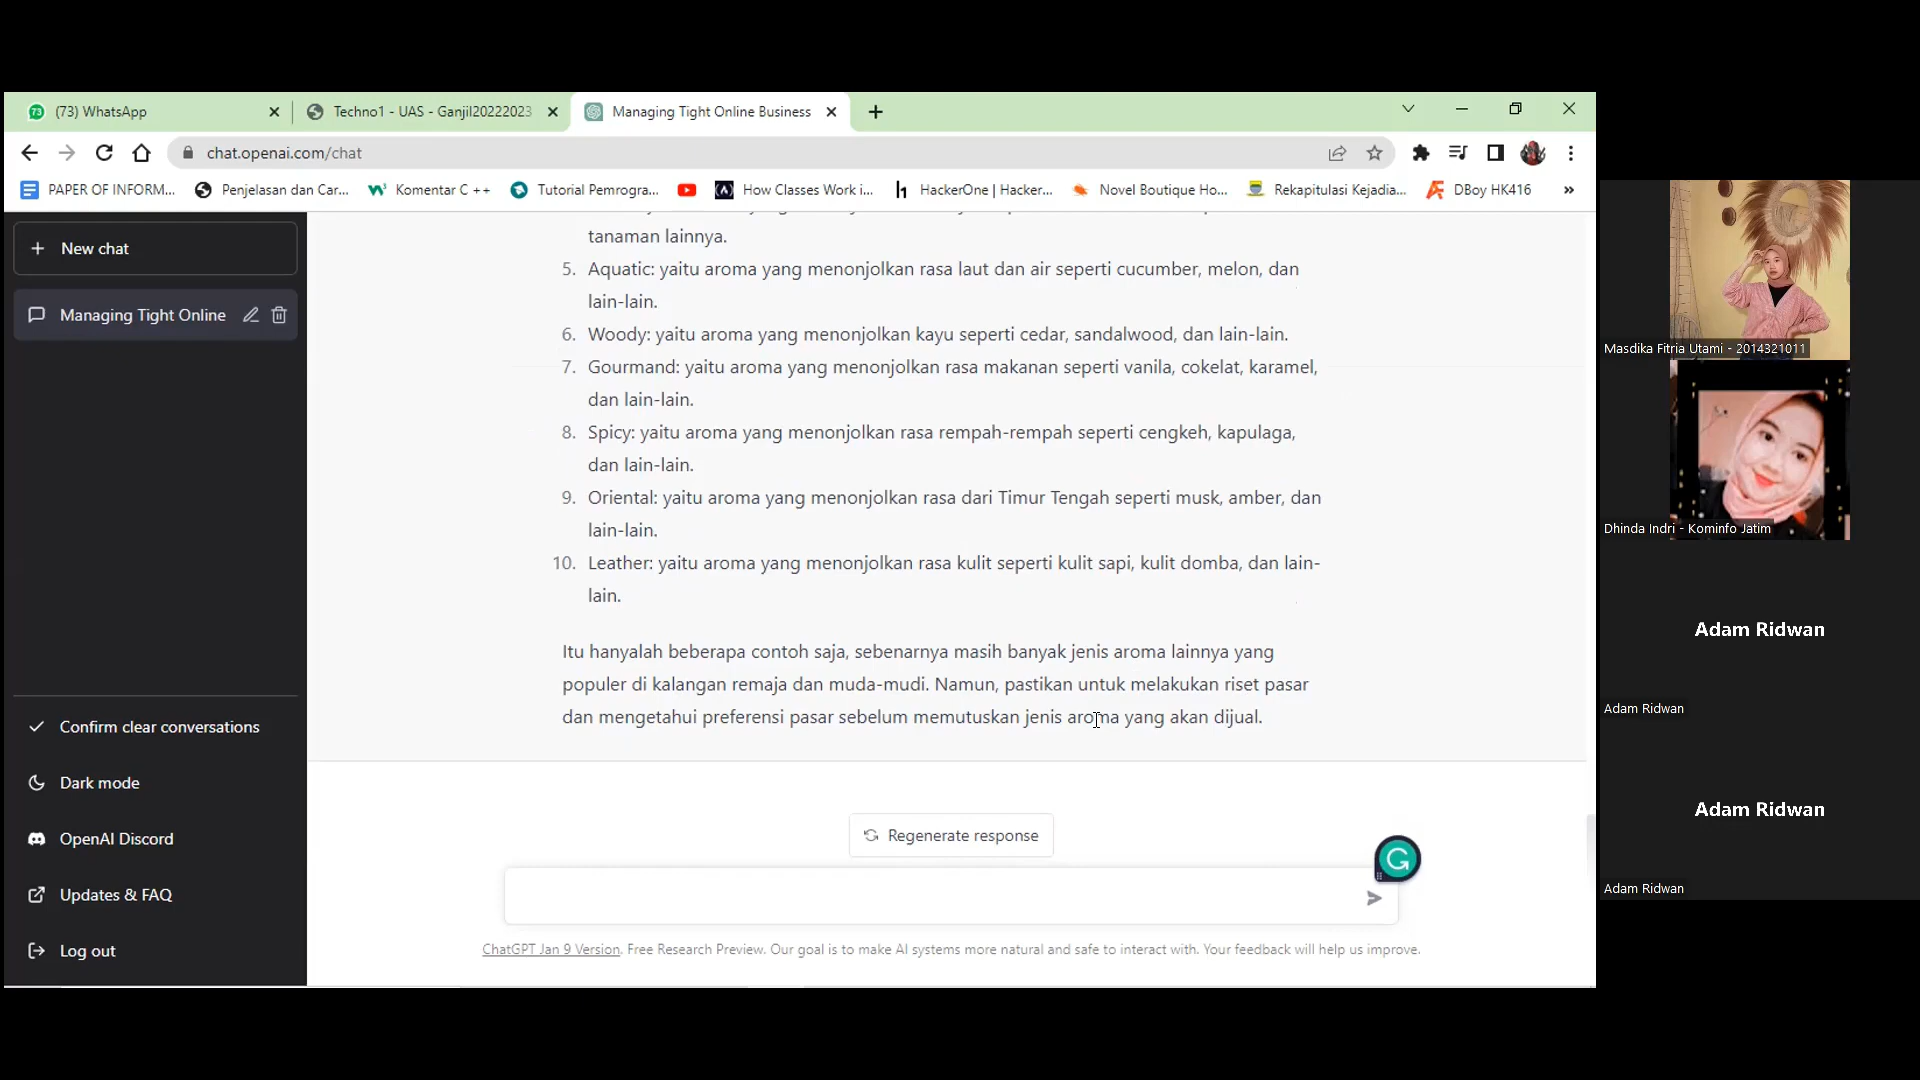 (73) WhatsApp
Techno1 - UAS - Ganjil20222023
Managing Tight Online Business
chat.openai.com/chat
PAPER OF INFORM...
Penjelasan dan Car...
Komentar C ++
Tutorial Pemrogra...
How Classes Work i...
HackerOne | Hacker...
Novel Boutique Ho...
Rekapitulasi Kejadia...
DBoy HK416
»
New chat
Managing Tight Online
Confirm clear conversations
Dark mode
OpenAI Discord
Updates & FAQ
Log out
tanaman lainnya.
5. Aquatic: yaitu aroma yang menonjolkan rasa laut dan air seperti cucumber, melon, dan
lain-lain.
6. Woody: yaitu aroma yang menonjolkan kayu seperti cedar, sandalwood, dan lain-lain.
7. Gourmand: yaitu aroma yang menonjolkan rasa makanan seperti vanila, cokelat, karamel,
dan lain-lain.
8. Spicy: yaitu aroma yang menonjolkan rasa rempah-rempah seperti cengkeh, kapulaga,
dan lain-lain.
9. Oriental: yaitu aroma yang menonjolkan rasa dari Timur Tengah seperti musk, amber, dan
lain-lain.
10. Leather: yaitu aroma yang menonjolkan rasa kulit seperti kulit sapi, kulit domba, dan lain-
lain.
Itu hanyalah beberapa contoh saja, sebenarnya masih banyak jenis aroma lainnya yang
populer di kalangan remaja dan muda-mudi. Namun, pastikan untuk melakukan riset pasar
dan mengetahui preferensi pasar sebelum memutuskan jenis aroma yang akan dijual.
Regenerate response
ChatGPT Jan 9 Version. Free Research Preview. Our goal is to make AI systems more natural and safe to interact with. Your feedback will help us improve.
Masdika Fitria Utami - 2014321011
Dhinda Indri - Kominfo Jatim
Adam Ridwan
Adam Ridwan
Adam Ridwan
Adam Ridwan